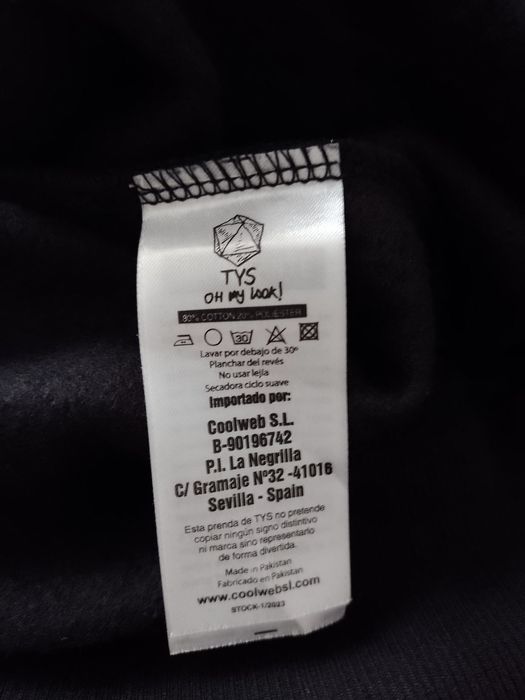 TYS
OH my look!
80% COTTON 20% POLIESTER
30
Lavar por debajo de 30º
Planchar del revés
No usar lejía
Secadora ciclo suave
Importado por:
Coolweb S.L.
B-90196742
P.I. La Negrilla
C/ Gramaje Nº32 -41016
Sevilla - Spain
Esta prenda de TYS no pretende
copiar ningún signo distintivo
ni marca sino representarlo
de forma divertida.
Made in Pakistan
Fabricado en Pakistan
www.coolwebsl.com
STOCK-1/2023